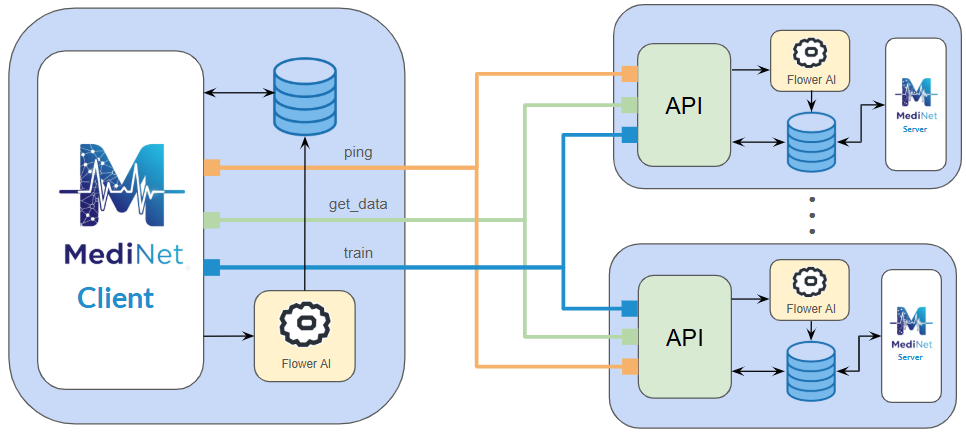 MediNet
Client
Flower AI
ping
get_data
train
API
Flower AI
MediNet
Server
API
Flower AI
MediNet
Server